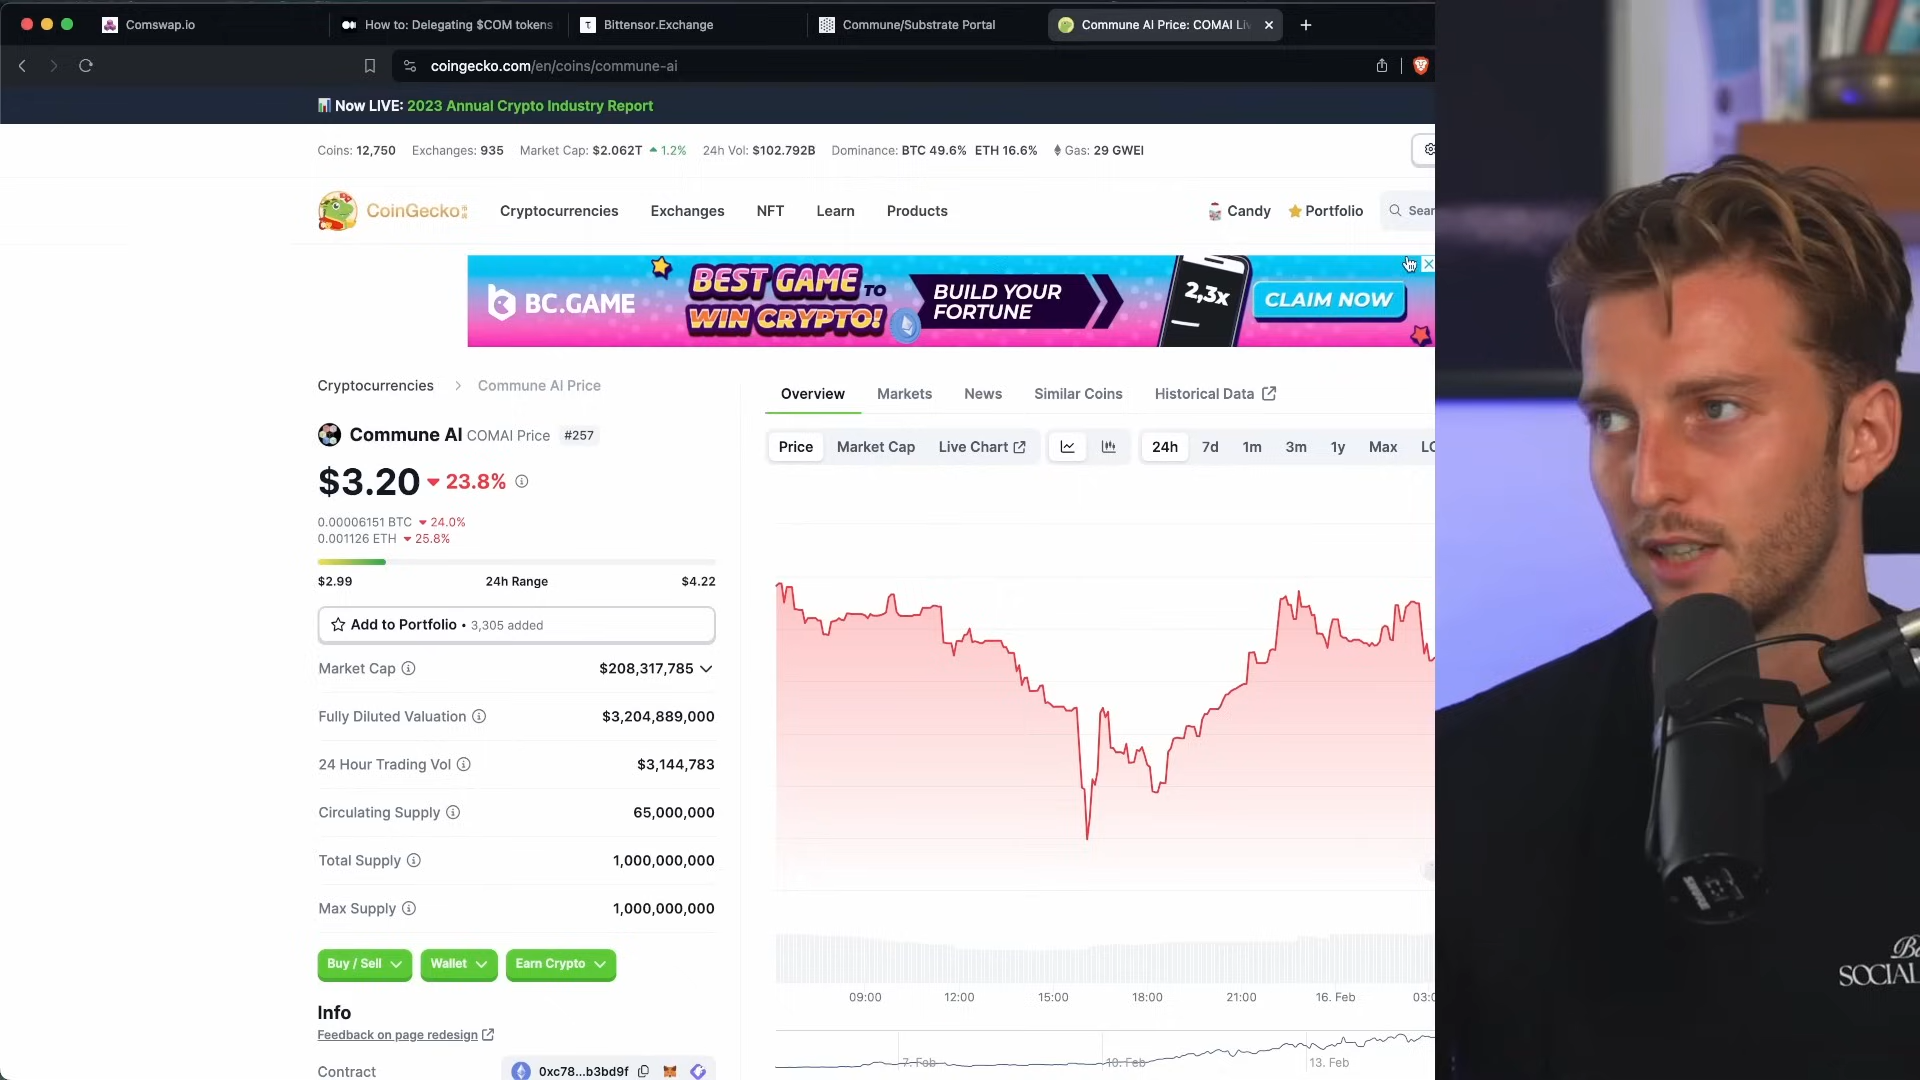 Comswap.io
How to: Delegating $COM tokens
Bittensor.Exchange
Commune/Substrate Portal
Commune AI Price: COMAI Li
coingecko.com/en/coins/commune-ai
Now LIVE: 2023 Annual Crypto Industry Report
Coins: 12,750 Exchanges: 935 Market Cap: $2.062T 1.2% 24h Vol: $102.792B Dominance: BTC 49.6% ETH 16.6% Gas: 29 GWEI
CoinGecko Cryptocurrencies Exchanges NFT Learn Products Candy Portfolio Sear
BC.GAME
BEST GAME TO
WIN CRYPTO!
BUILD YOUR
FORTUNE
2,3x
CLAIM NOW
Cryptocurrencies > Commune AI Price
Commune AI COMAI Price #257
$3.20 23.8%
0.00006151 BTC 24.0%
0.001126 ETH 25.8%
$2.99 24h Range $4.22
Add to Portfolio • 3,305 added
Market Cap $208,317,785
Fully Diluted Valuation $3,204,889,000
24 Hour Trading Vol $3,144,783
Circulating Supply 65,000,000
Total Supply 1,000,000,000
Max Supply 1,000,000,000
Buy / Sell Wallet Earn Crypto
Info
Feedback on page redesign
Contract 0xc78...b3bd9f
Overview Markets News Similar Coins Historical Data
Price Market Cap Live Chart 24h 7d 1m 3m 1y Max LO
09:00 12:00 15:00 18:00 21:00 16. Feb 03:0
7. Feb 10. Feb 13. Feb
SOCIAL